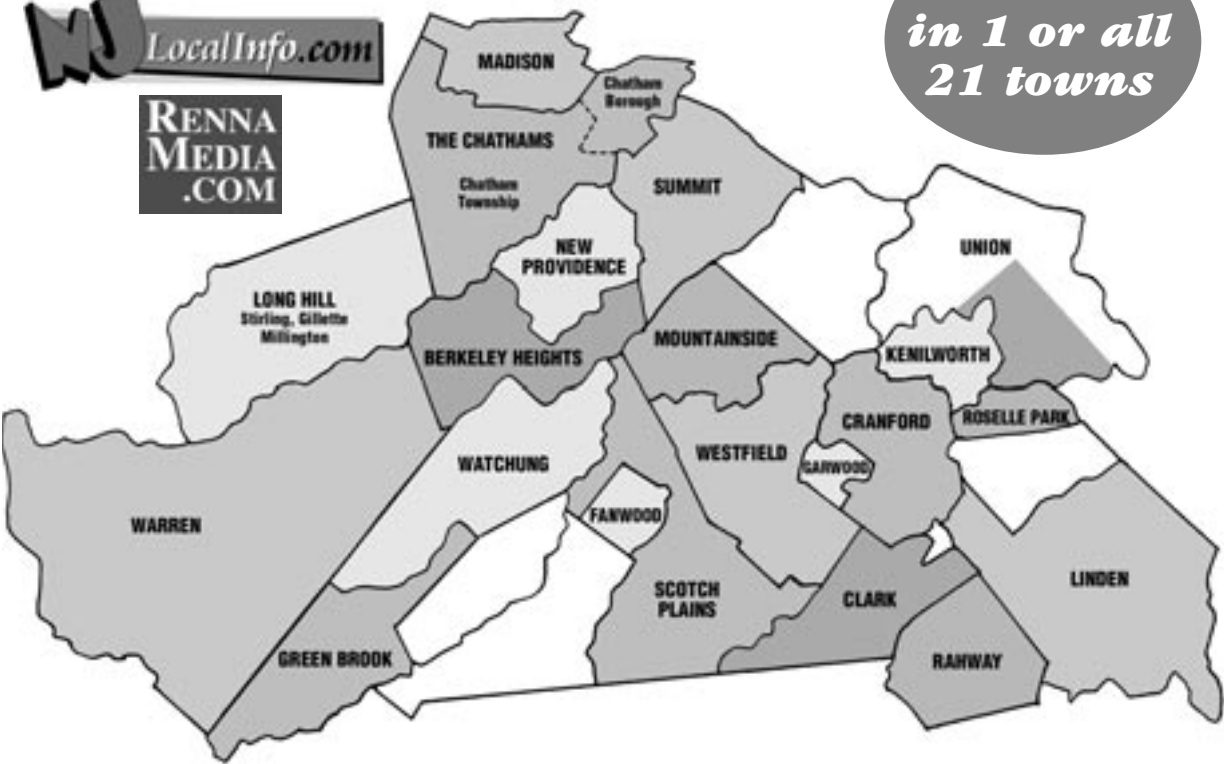 NJ
LocalInfo.com
RENNA
MEDIA
.COM
in 1 or all
21 towns
MADISON
Chatham
Borough
THE CHATHAMS
Chatham
Township
SUMMIT
NEW
PROVIDENCE
UNION
LONG HILL
Stirling, Gillette
Millington
BERKELEY HEIGHTS
MOUNTAINSIDE
KENILWORTH
CRANFORD
ROSELLE PARK
WATCHUNG
WESTFIELD
GARWOOD
WARREN
FANWOOD
SCOTCH
PLAINS
CLARK
LINDEN
GREEN BROOK
RAHWAY